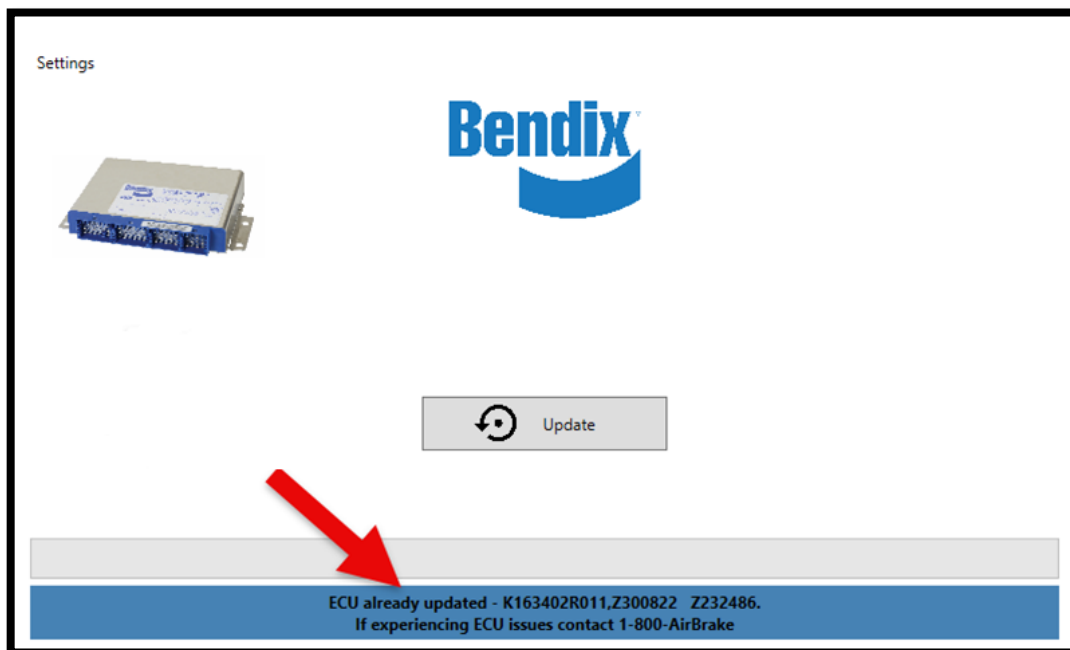 Settings
Bendix
Update
ECU already updated - K163402R011,Z300822   Z232486.
If experiencing ECU issues contact 1-800-AirBrake